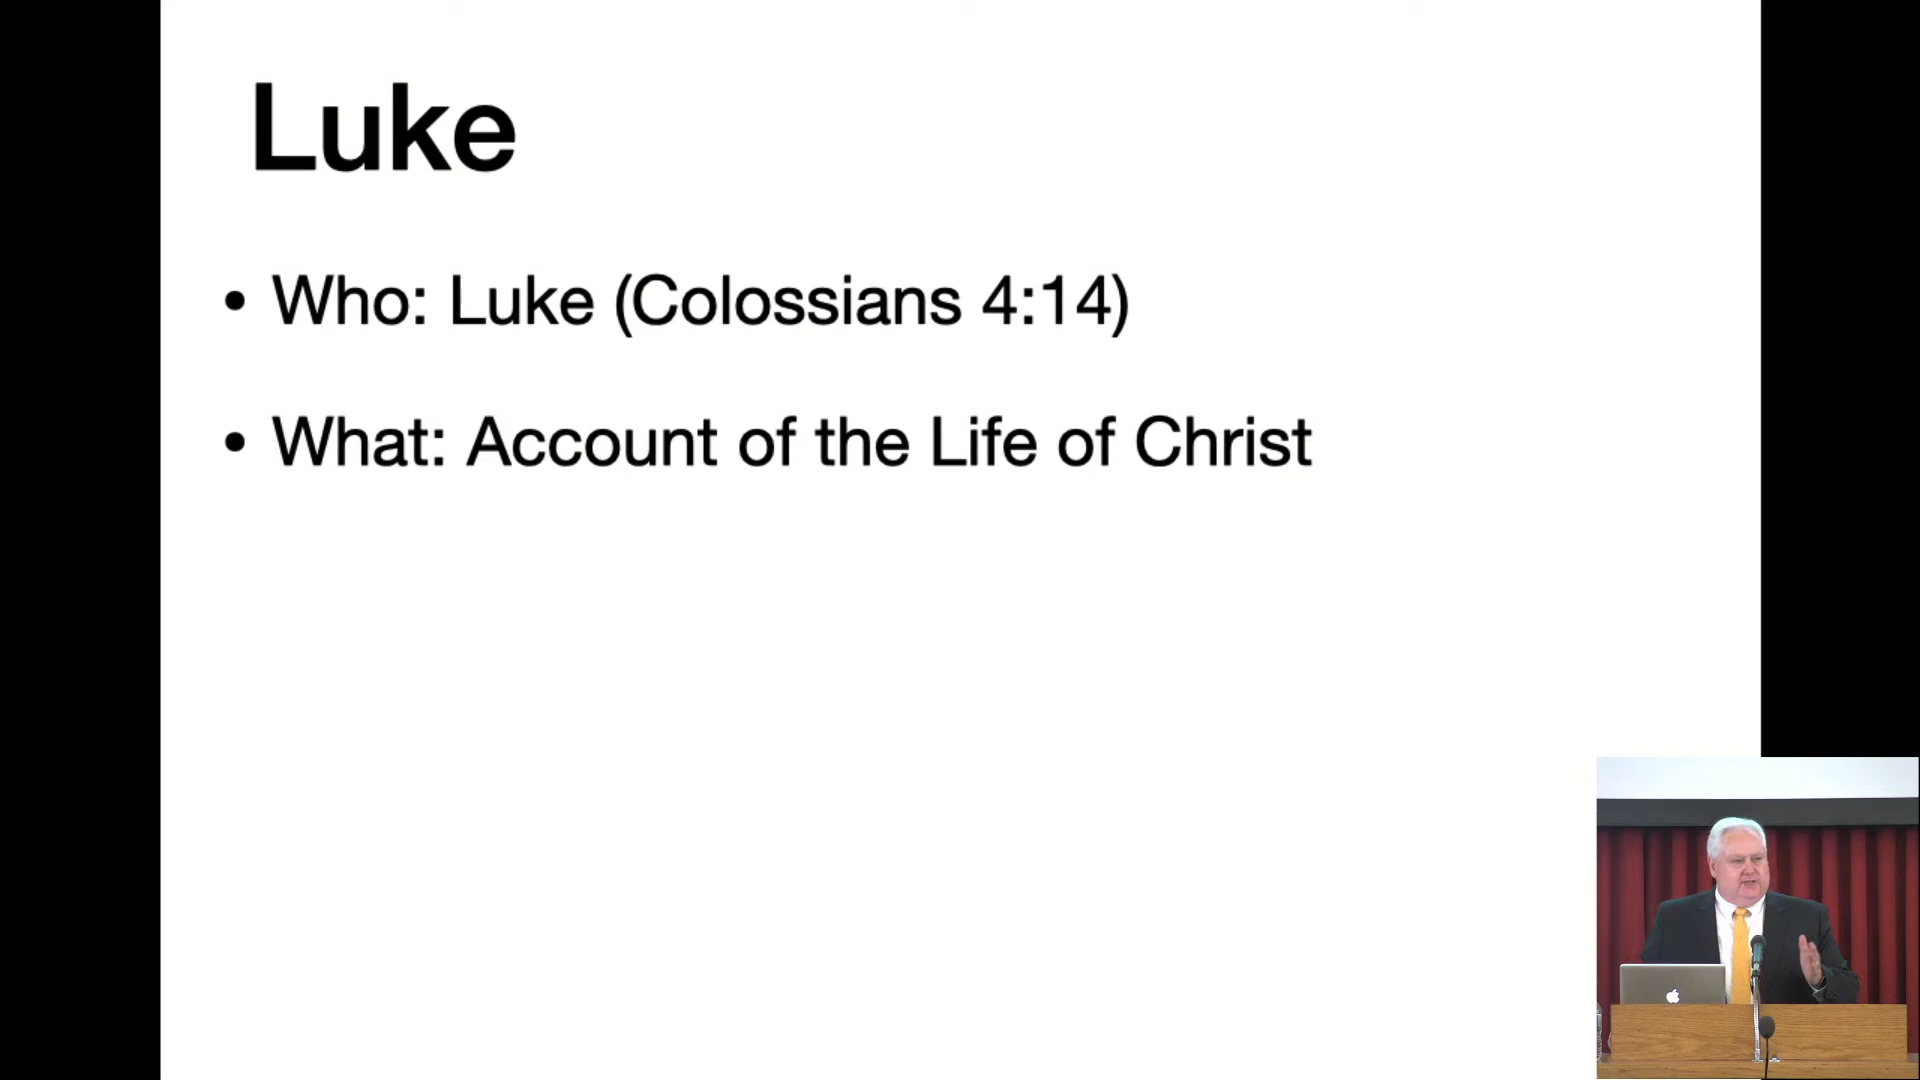 Luke
• Who: Luke (Colossians 4:14)
• What: Account of the Life of Christ